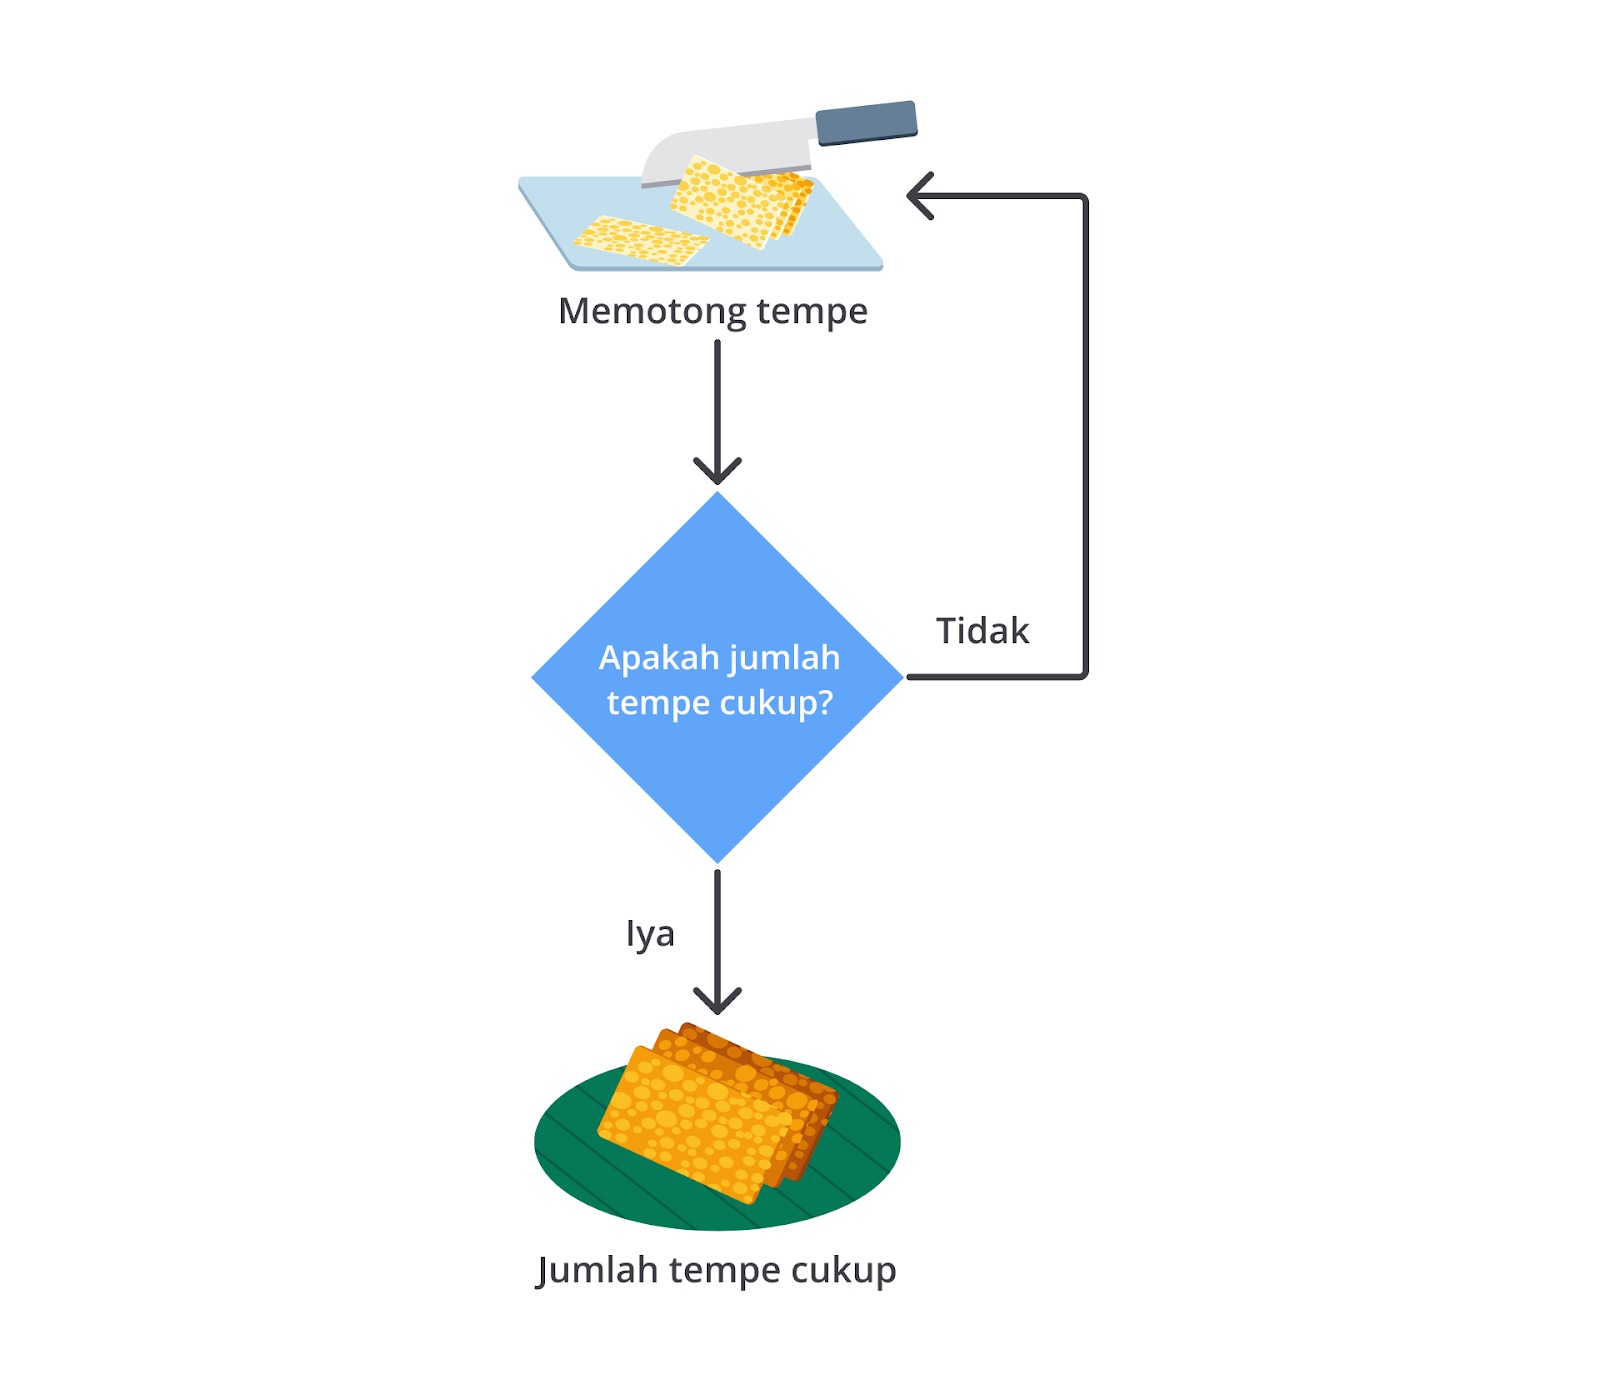 Memotong tempe
Apakah jumlah
tempe cukup?
Tidak
Iya
Jumlah tempe cukup